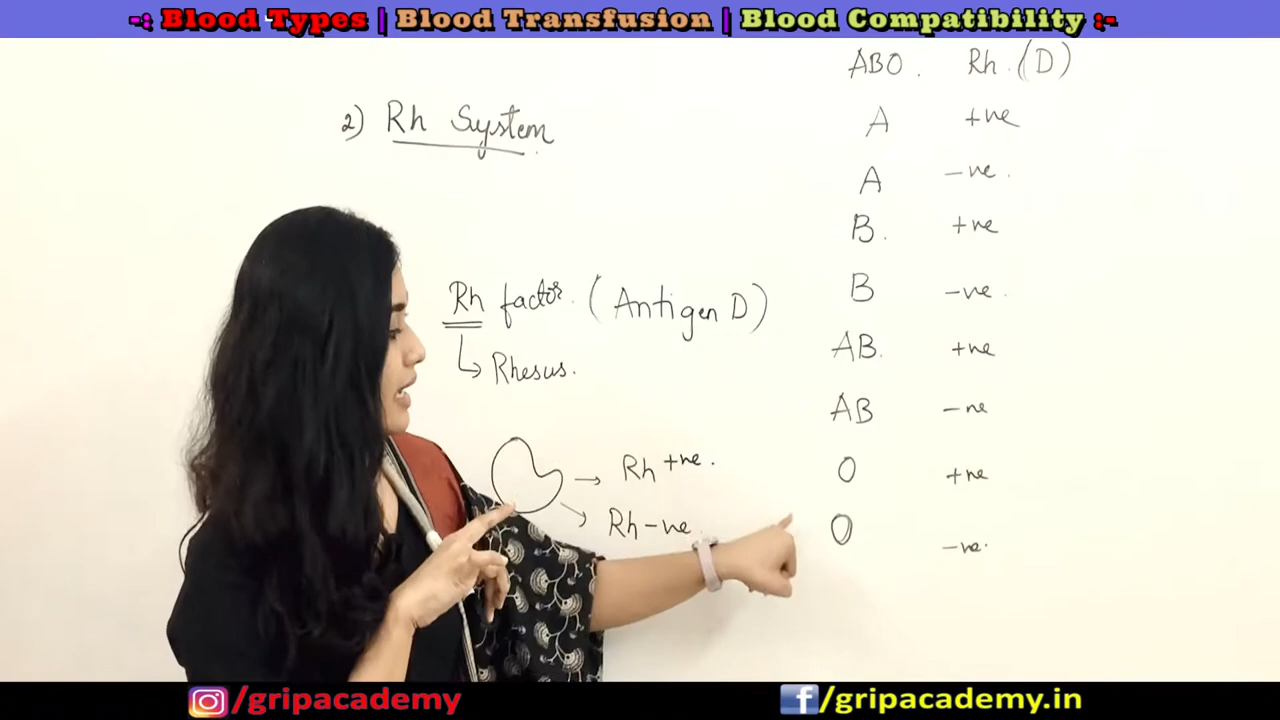 -: Blood Types | Blood Transfusion | Blood Compatibility :-
ABO. Rh.(D)
2) Rh System
A +ve
A -ve.
B. +ve
Rh factor. (Antigen D)
B -ve.
↳ Rhesus.
AB. +ve
AB -ve
→ Rh +ve.
O +ve
Rh -ve.
O -ve.
/gripacademy
f/gripacademy.in